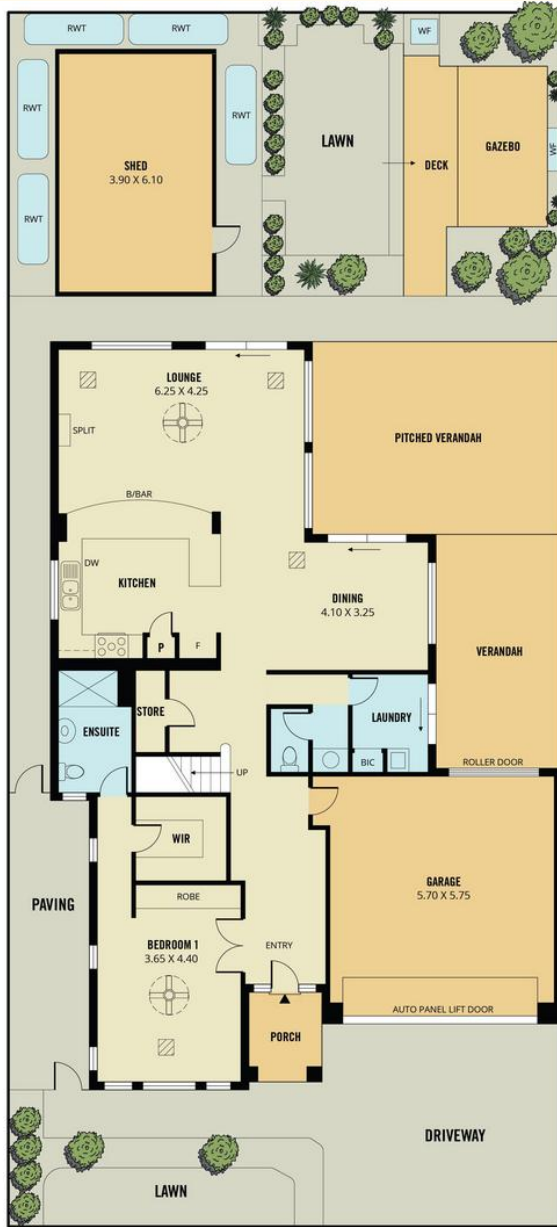 RWT
RWT
WF
RWT
RWT
SHED
3.90 X 6.10
LAWN
DECK
GAZEBO
WF
RWT
LOUNGE
6.25 X 4.25
SPLIT
PITCHED VERANDAH
B/BAR
DW
KITCHEN
DINING
4.10 X 3.25
P
F
VERANDAH
STORE
ENSUITE
LAUNDRY
BIC
UP
ROLLER DOOR
WIR
PAVING
GARAGE
5.70 X 5.75
ROBE
BEDROOM 1
3.65 X 4.40
ENTRY
AUTO PANEL LIFT DOOR
PORCH
DRIVEWAY
LAWN